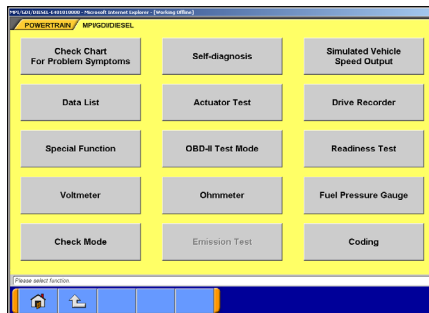 MPI/GDI/DIESEL-E401010000 - Microsoft Internet Explorer - [Working Offline]
POWERTRAIN MPI/GDI/DIESEL
Check Chart
For Problem Symptoms
Self-diagnosis
Simulated Vehicle
Speed Output
Data List
Actuator Test
Drive Recorder
Special Function
OBD-II Test Mode
Readiness Test
Voltmeter
Ohmmeter
Fuel Pressure Gauge
Check Mode
Emission Test
Coding
Please select function.